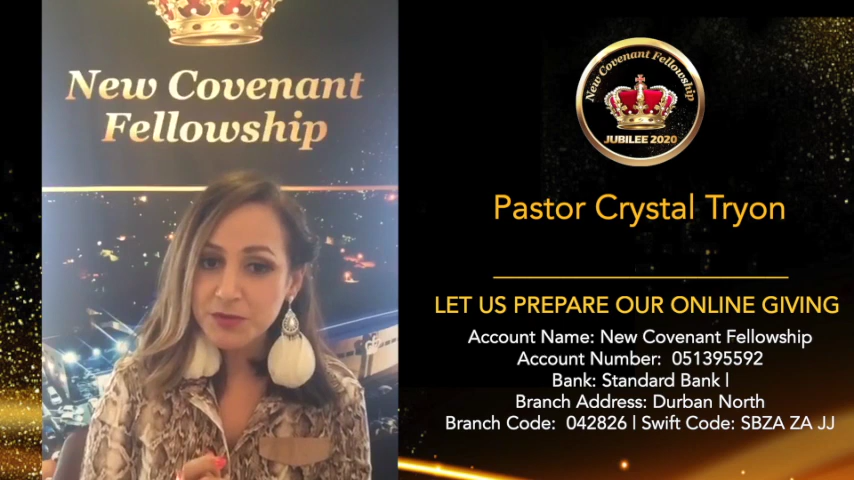 New Covenant
Fellowship
New Covenant Fellowship
JUBILEE 2020
Pastor Crystal Tryon
LET US PREPARE OUR ONLINE GIVING
Account Name: New Covenant Fellowship
Account Number: 051395592
Bank: Standard Bank |
Branch Address: Durban North
Branch Code: 042826 | Swift Code: SBZA ZA JJ